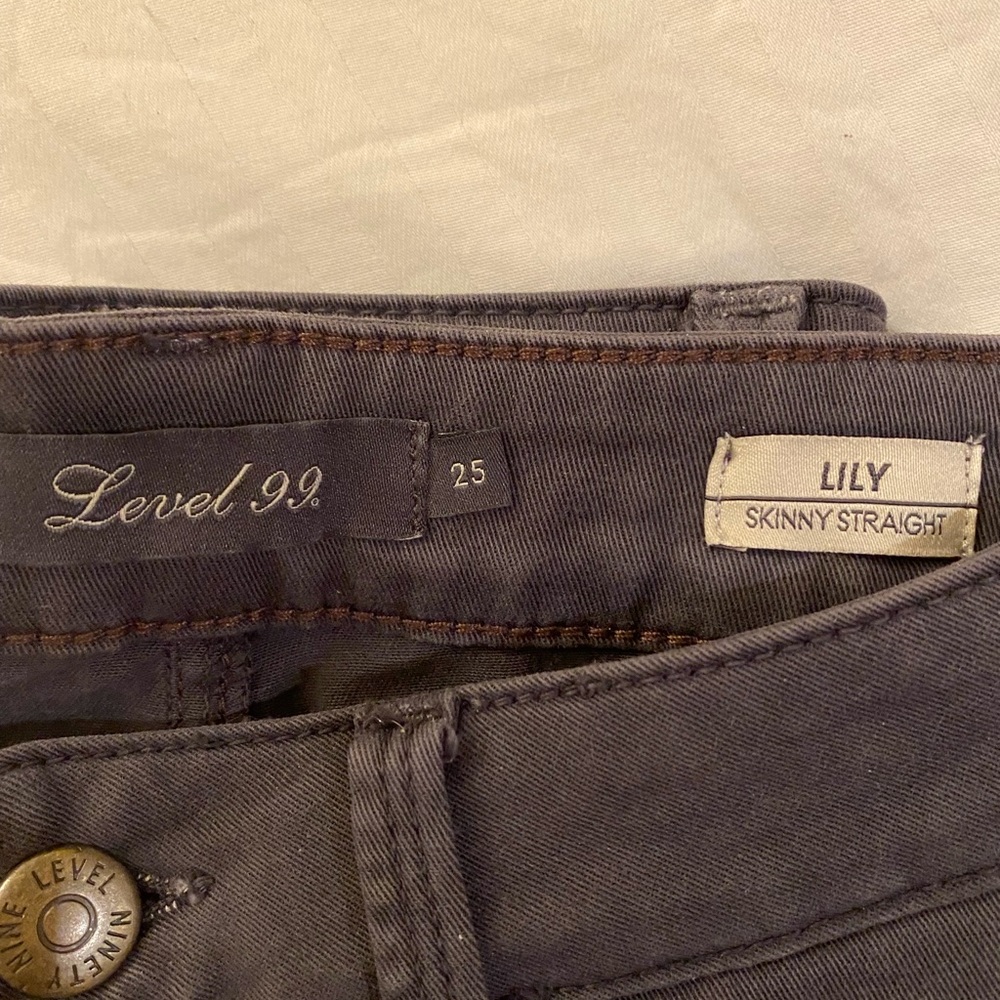 Level 99
25
LILY
SKINNY STRAIGHT
LEVEL NINETY NINE